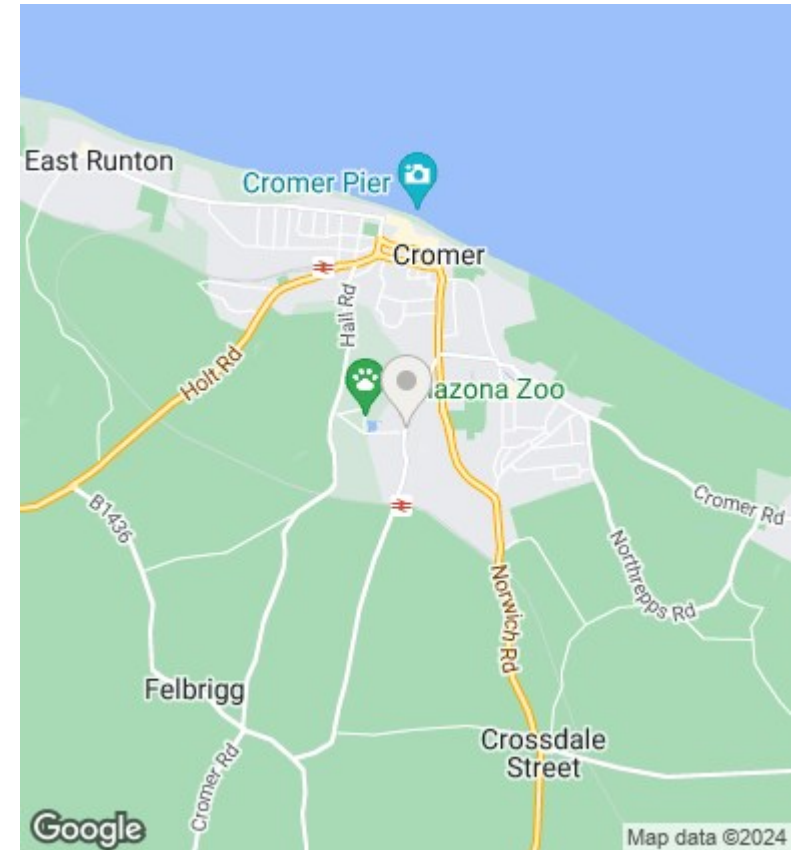 East Runton
Cromer Pier
Cromer
Hall Rd
Holt Rd
lazona Zoo
Cromer Rd
B1436
Northrepps Rd
Norwich Rd
Felbrigg
Crossdale
Street
Cromer Rd
Google
Map data ©2024